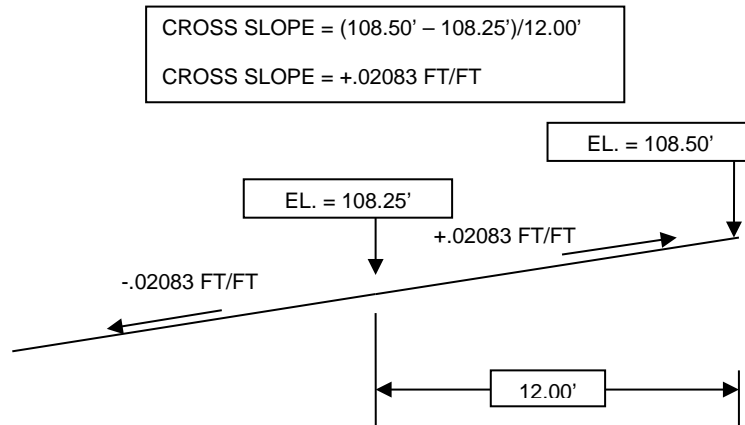 CROSS SLOPE = (108.50’ – 108.25’)/12.00’
CROSS SLOPE = +.02083 FT/FT
EL. = 108.50’
EL. = 108.25’
+.02083 FT/FT
-.02083 FT/FT
12.00’